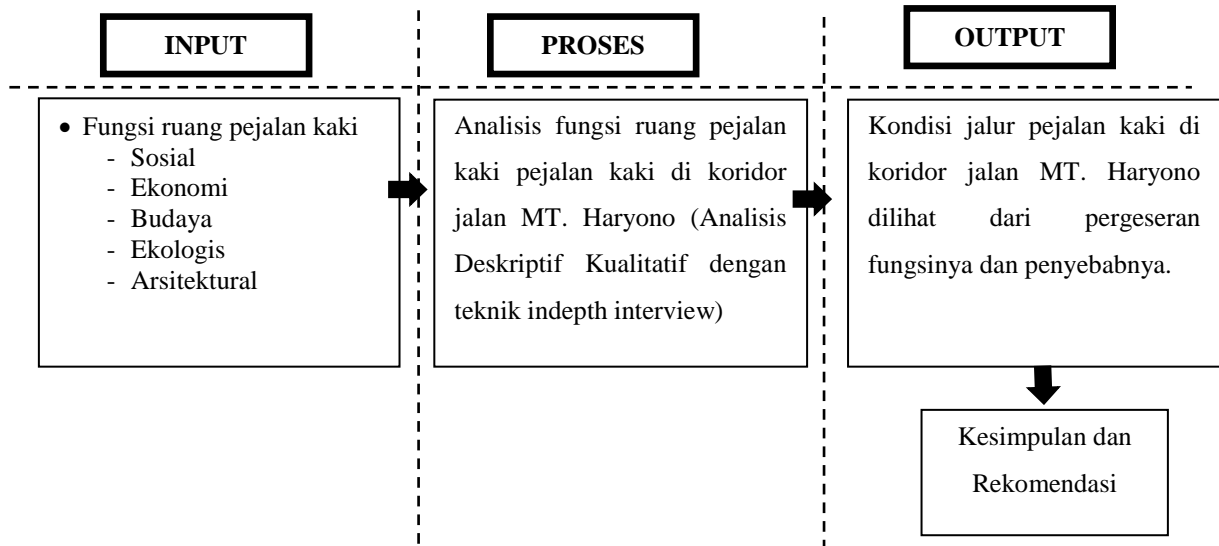 INPUT
PROSES
OUTPUT
• Fungsi ruang pejalan kaki
- Sosial
- Ekonomi
- Budaya
- Ekologis
- Arsitektural
Analisis fungsi ruang pejalan
kaki pejalan kaki di koridor
jalan MT. Haryono (Analisis
Deskriptif Kualitatif dengan
teknik indepth interview)
Kondisi jalur pejalan kaki di
koridor jalan MT. Haryono
dilihat dari pergeseran
fungsinya dan penyebabnya.
Kesimpulan dan
Rekomendasi